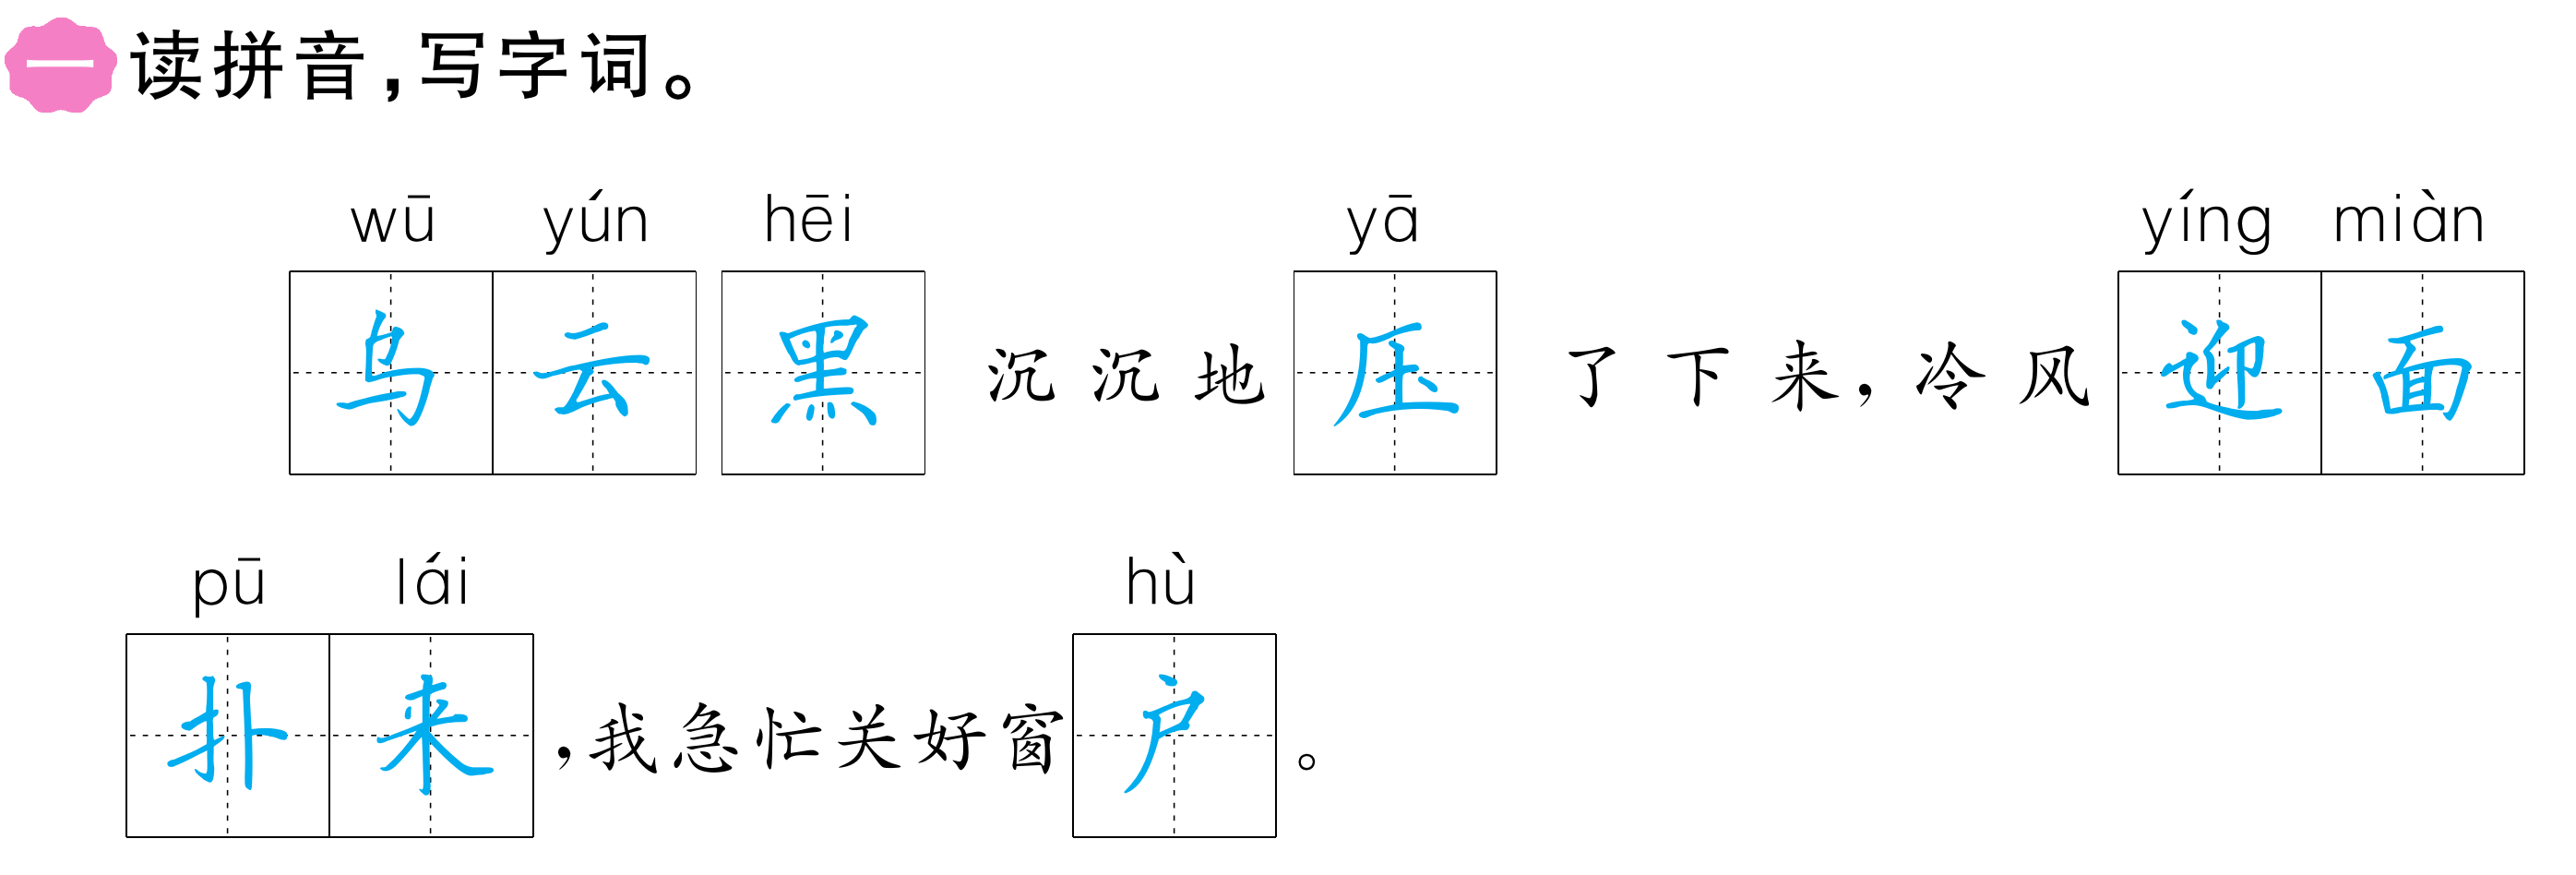 一 读拼音,写字词。
wū yún hēi yā yíng miàn
乌云黑沉沉地压了下来,冷风迎面
pū lái hù
扑来,我急忙关好窗户。